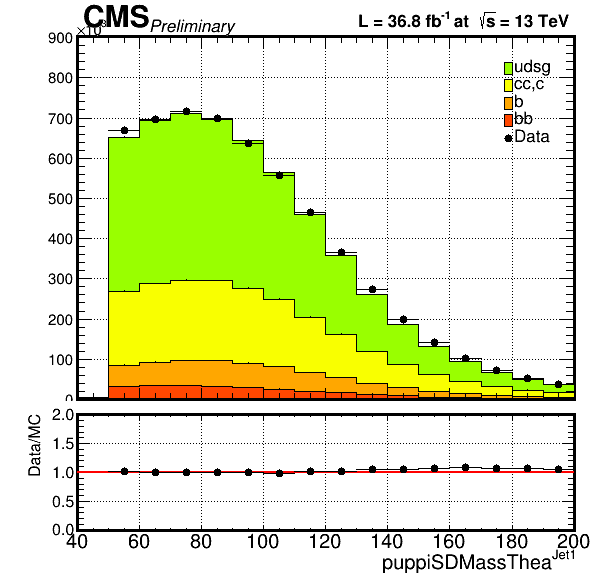 ×10³
CMS Preliminary
L = 36.8 fb⁻¹ at √s = 13 TeV
900
800
700
600
500
400
300
200
100
0
udsg
cc,c
b
bb
Data
Data/MC
2.0
1.5
1.0
0.5
0.0
40 60 80 100 120 140 160 180 200
puppiSDMassThea Jet1